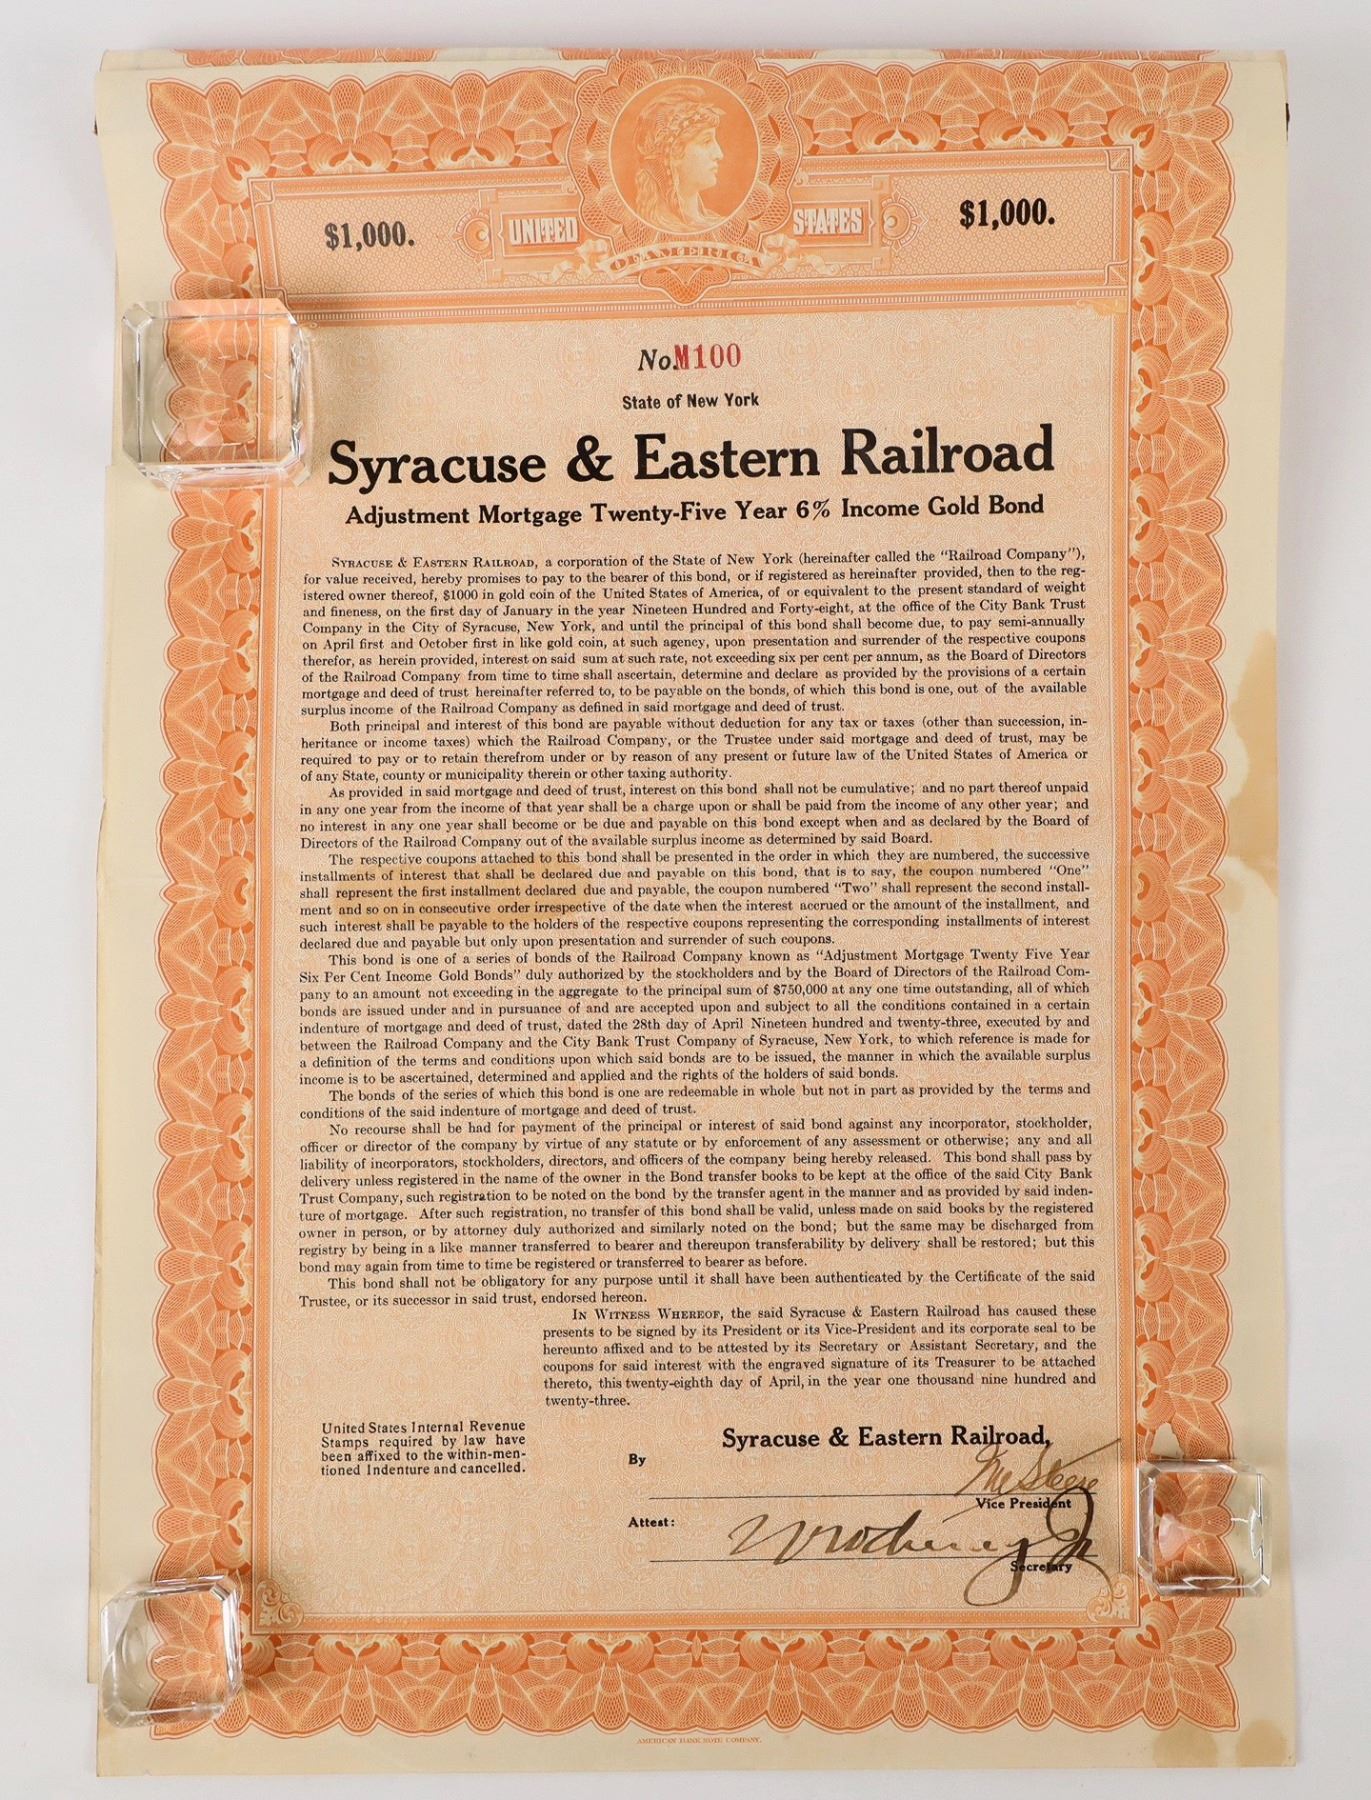 $1,000.
UNITED
STATES
OF AMERICA
$1,000.
No. M100
State of New York
Syracuse & Eastern Railroad
Adjustment Mortgage Twenty-Five Year 6% Income Gold Bond
SYRACUSE & EASTERN RAILROAD, a corporation of the State of New York (hereinafter called the "Railroad Company"),
for value received, hereby promises to pay to the bearer of this bond, or if registered as hereinafter provided, then to the reg-
istered owner thereof, $1000 in gold coin of the United States of America, of or equivalent to the present standard of weight
and fineness, on the first day of January in the year Nineteen Hundred and Forty-eight, at the office of the City Bank Trust
Company in the City of Syracuse, New York, and until the principal of this bond shall become due, to pay semi-annually
on April first and October first in like gold coin, at such agency, upon presentation and surrender of the respective coupons
therefor, as herein provided, interest on said sum at such rate, not exceeding six per cent per annum, as the Board of Directors
of the Railroad Company from time to time shall ascertain, determine and declare as provided by the provisions of a certain
mortgage and deed of trust hereinafter referred to, to be payable on the bonds, of which this bond is one, out of the available
surplus income of the Railroad Company as defined in said mortgage and deed of trust.
Both principal and interest of this bond are payable without deduction for any tax or taxes (other than succession, in-
heritance or income taxes) which the Railroad Company, or the Trustee under said mortgage and deed of trust, may be
required to pay or to retain therefrom under or by reason of any present or future law of the United States of America or
of any State, county or municipality therein or other taxing authority.
As provided in said mortgage and deed of trust, interest on this bond shall not be cumulative; and no part thereof unpaid
in any one year from the income of that year shall be a charge upon or shall be paid from the income of any other year; and
no interest in any one year shall become or be due and payable on this bond except when and as declared by the Board of
Directors of the Railroad Company out of the available surplus income as determined by said Board.
The respective coupons attached to this bond shall be presented in the order in which they are numbered, the successive
installments of interest that shall be declared due and payable on this bond, that is to say, the coupon numbered "One"
shall represent the first installment declared due and payable, the coupon numbered "Two" shall represent the second install-
ment and so on in consecutive order irrespective of the date when the interest accrued or the amount of the installment, and
such interest shall be payable to the holders of the respective coupons representing the corresponding installments of interest
declared due and payable but only upon presentation and surrender of such coupons.
This bond is one of a series of bonds of the Railroad Company known as "Adjustment Mortgage Twenty Five Year
Six Per Cent Income Gold Bonds" duly authorized by the stockholders and by the Board of Directors of the Railroad Com-
pany to an amount not exceeding in the aggregate to the principal sum of $750,000 at any one time outstanding, all of which
bonds are issued under and in pursuance of and are accepted upon and subject to all the conditions contained in a certain
indenture of mortgage and deed of trust, dated the 28th day of April Nineteen hundred and twenty-three, executed by and
between the Railroad Company and the City Bank Trust Company of Syracuse, New York, to which reference is made for
a definition of the terms and conditions upon which said bonds are to be issued, the manner in which the available surplus
income is to be ascertained, determined and applied and the rights of the holders of said bonds.
The bonds of the series of which this bond is one are redeemable in whole but not in part as provided by the terms and
conditions of the said indenture of mortgage and deed of trust.
No recourse shall be had for payment of the principal or interest of said bond against any incorporator, stockholder,
officer or director of the company by virtue of any statute or by enforcement of any assessment or otherwise; any and all
liability of incorporators, stockholders, directors, and officers of the company being hereby released. This bond shall pass by
delivery unless registered in the name of the owner in the Bond transfer books to be kept at the office of the said City Bank
Trust Company, such registration to be noted on the bond by the transfer agent in the manner and as provided by said inden-
ture of mortgage. After such registration, no transfer of this bond shall be valid, unless made on said books by the registered
owner in person, or by attorney duly authorized and similarly noted on the bond; but the same may be discharged from
registry by being in a like manner transferred to bearer and thereupon transferability by delivery shall be restored; but this
bond may again from time to time be registered or transferred to bearer as before.
This bond shall not be obligatory for any purpose until it shall have been authenticated by the Certificate of the said
Trustee, or its successor in said trust, endorsed hereon.
IN WITNESS WHEREOF, the said Syracuse & Eastern Railroad has caused these
presents to be signed by its President or its Vice-President and its corporate seal to be
hereunto affixed and to be attested by its Secretary or Assistant Secretary, and the
coupons for said interest with the engraved signature of its Treasurer to be attached
thereto, this twenty-eighth day of April, in the year one thousand nine hundred and
twenty-three.
United States Internal Revenue
Stamps required by law have
been affixed to the within-men-
tioned Indenture and cancelled.
Syracuse & Eastern Railroad,
By
Vice President
Attest:
Secretary
AMERICAN BANK NOTE COMPANY.